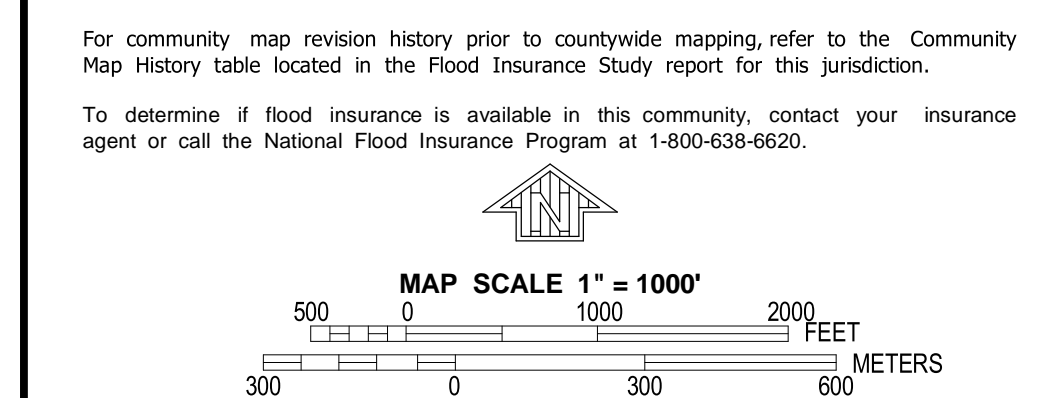 For community map revision history prior to countywide mapping, refer to the Community
Map History table located in the Flood Insurance Study report for this jurisdiction.
To determine if flood insurance is available in this community, contact your insurance
agent or call the National Flood Insurance Program at 1-800-638-6620.
N
MAP SCALE 1" = 1000'
500 0 1000 2000
FEET
METERS
300 0 300 600